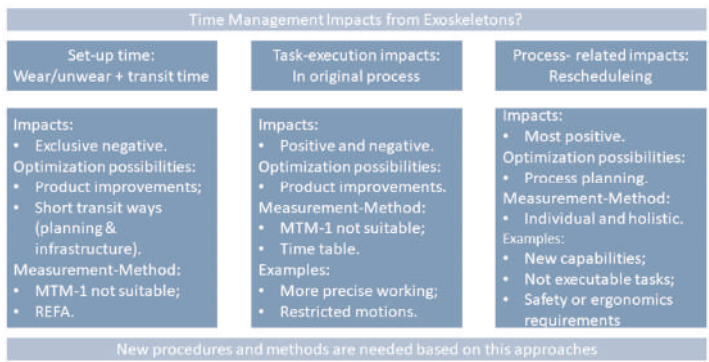 Time Management Impacts from Exoskeletons?
Set-up time:
Wear/unwear + transit time
Task-execution impacts:
In original process
Process- related impacts:
Rescheduleing
Impacts:
• Exclusive negative.
Optimization possibilities:
• Product improvements;
• Short transit ways
(planning &
infrastructure).
Measurement-Method:
• MTM-1 not suitable;
• REFA.
Impacts:
• Positive and negative.
Optimization possibilities:
• Product improvements.
Measurement-Method:
• MTM-1 not suitable;
• Time table.
Examples:
• More precise working;
• Restricted motions.
Impacts:
• Most positive.
Optimization possibilities:
• Process planning.
Measurement-Method:
• Individual and holistic.
Examples:
• New capabilities;
• Not executable tasks;
• Safety or ergonomics
requirements
New procedures and methods are needed based on this approaches